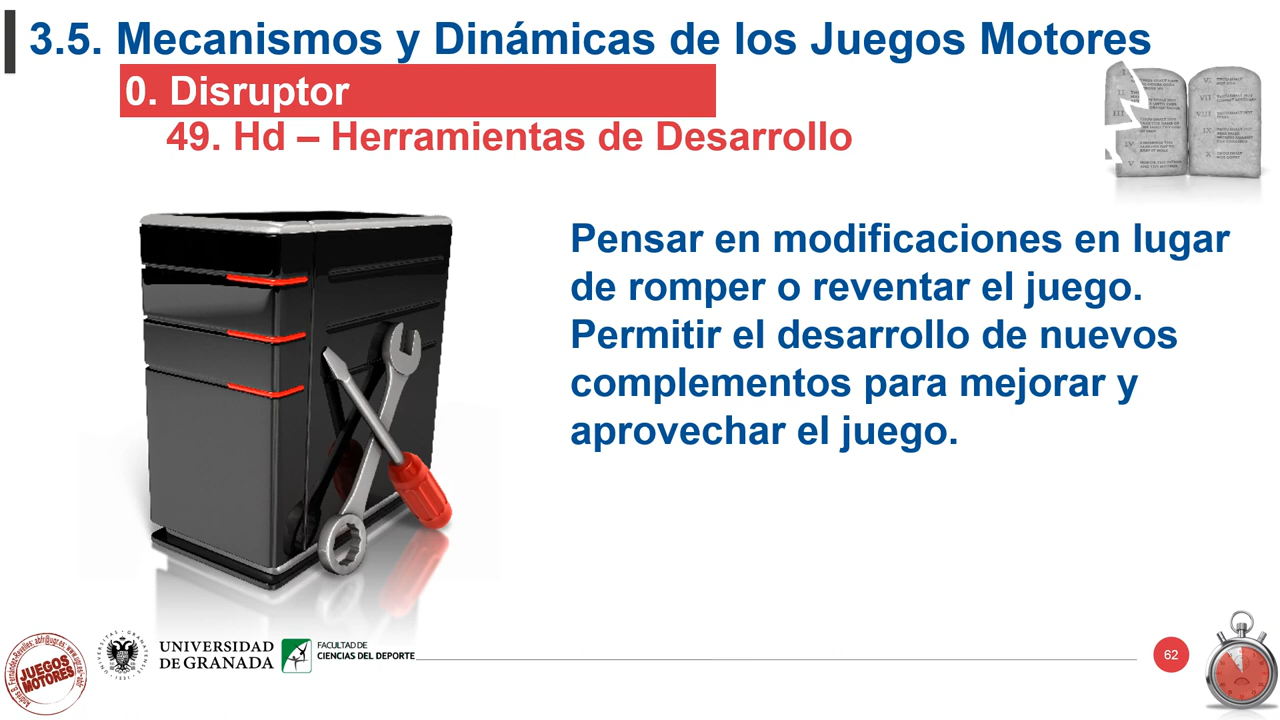 3.5. Mecanismos y Dinámicas de los Juegos Motores
0. Disruptor
49. Hd – Herramientas de Desarrollo
Pensar en modificaciones en lugar
de romper o reventar el juego.
Permitir el desarrollo de nuevos
complementos para mejorar y
aprovechar el juego.
JUEGOS
MOTORES
UNIVERSIDAD
DE GRANADA
FACULTAD DE
CIENCIAS DEL DEPORTE
62